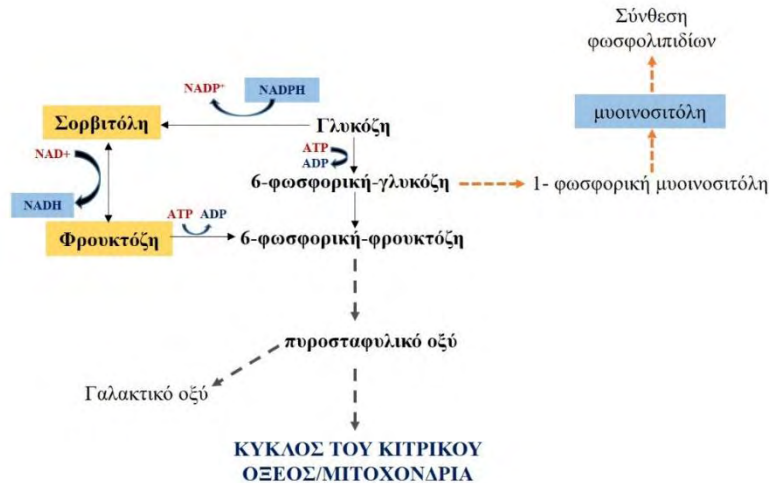 Σύνθεση
φωσφολιπιδίων
NADP⁺
NADPH
μυοινοσιτόλη
Σορβιτόλη
Γλυκόζη
NAD+
ATP
ADP
6-φωσφορική-γλυκόζη
1- φωσφορική μυοινοσιτόλη
NADH
ATP ADP
Φρουκτόζη
6-φωσφορική-φρουκτόζη
πυροσταφυλικό οξύ
Γαλακτικό οξύ
ΚΥΚΛΟΣ ΤΟΥ ΚΙΤΡΙΚΟΥ
ΟΞΕΟΣ/ΜΙΤΟΧΟΝΔΡΙΑ